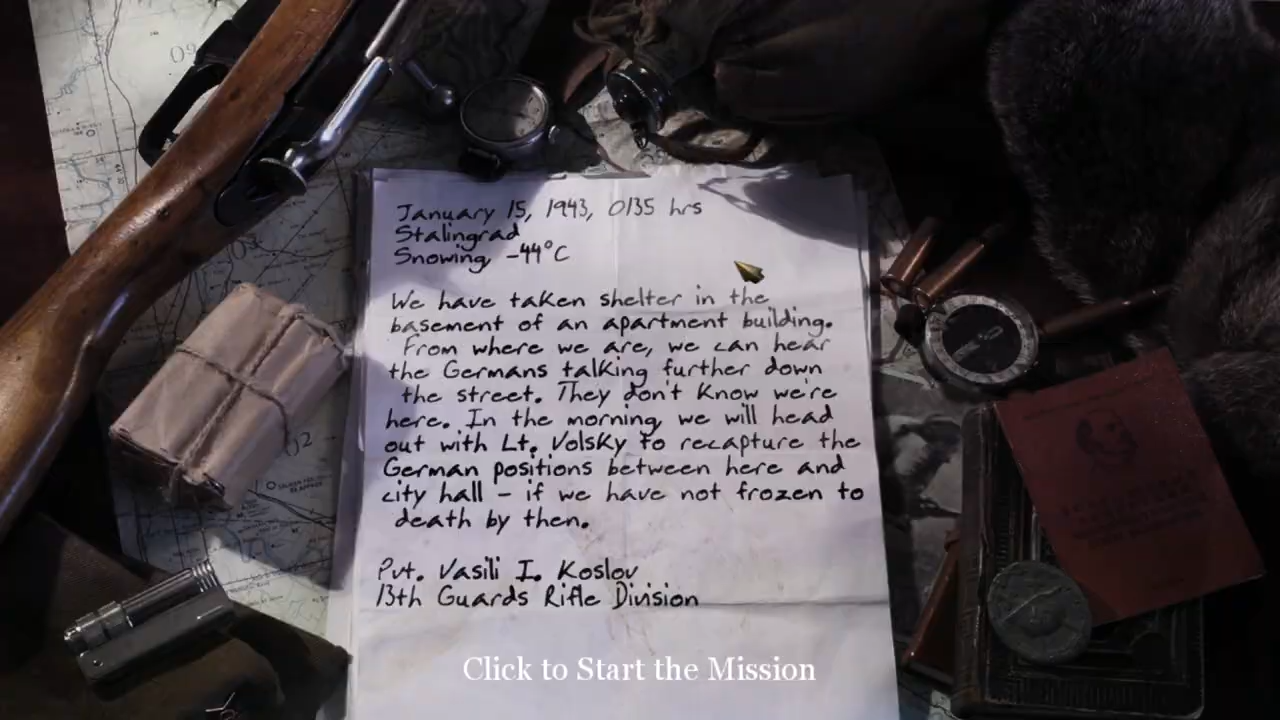 January 15, 1943, 0135 hrs
Stalingrad
Snowing, -44°C
We have taken shelter in the
basement of an apartment building.
From where we are, we can hear
the Germans talking further down
the street. They don't know we're
here. In the morning, we will head
out with Lt. Volsky to recapture the
German positions between here and
city hall - if we have not frozen to
death by then.
Pvt. Vasili I. Koslov
13th Guards Rifle Division
Click to Start the Mission